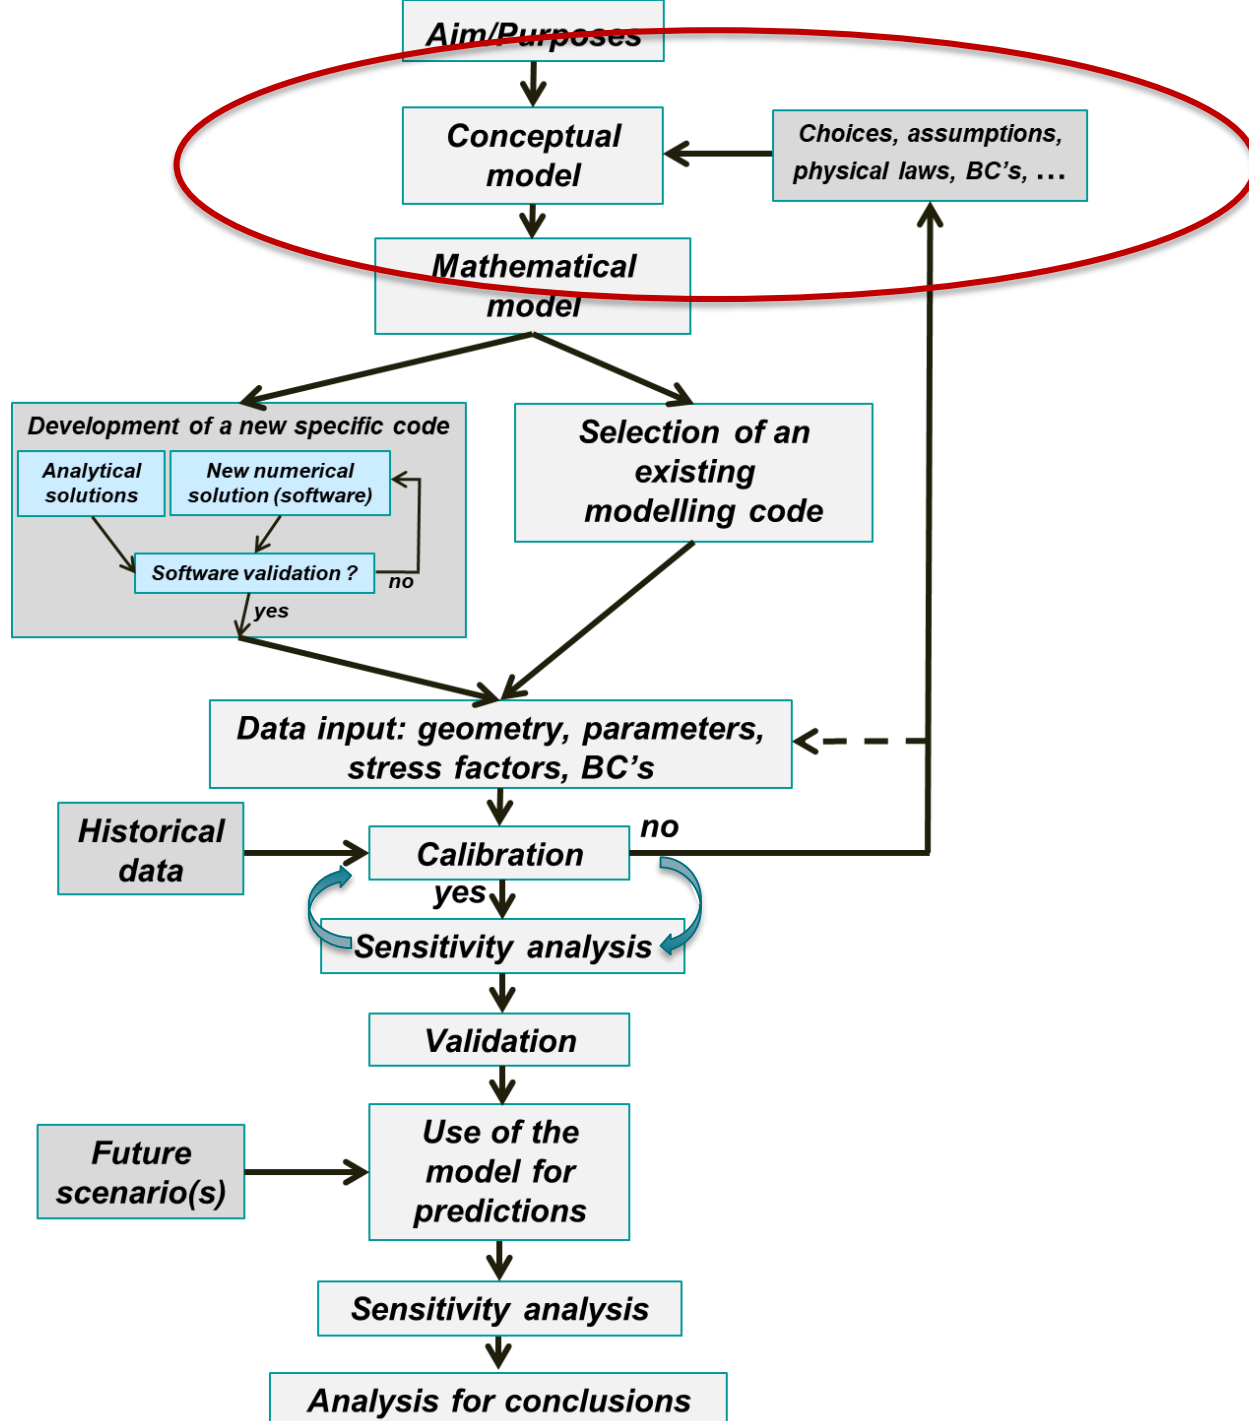 Aim/Purposes
Conceptual
model
Choices, assumptions,
physical laws, BC's, ...
Mathematical
model
Development of a new specific code
Analytical
solutions
New numerical
solution (software)
Software validation ?
no
yes
Selection of an
existing
modelling code
Data input: geometry, parameters,
stress factors, BC's
Historical
data
Calibration
no
yes
Sensitivity analysis
Validation
Future
scenario(s)
Use of the
model for
predictions
Sensitivity analysis
Analysis for conclusions